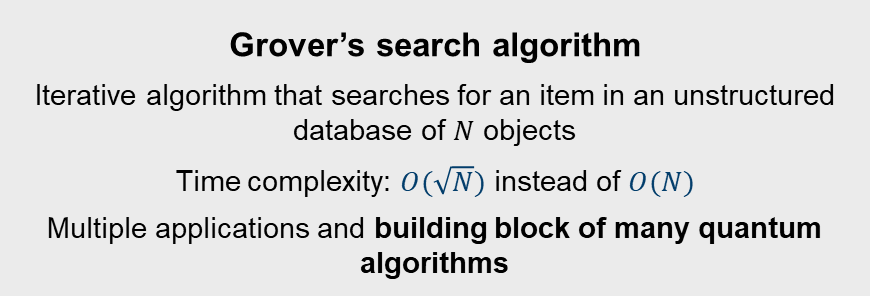 Grover's search algorithm
Iterative algorithm that searches for an item in an unstructured
database of N objects
Time complexity: O(√N) instead of O(N)
Multiple applications and building block of many quantum
algorithms